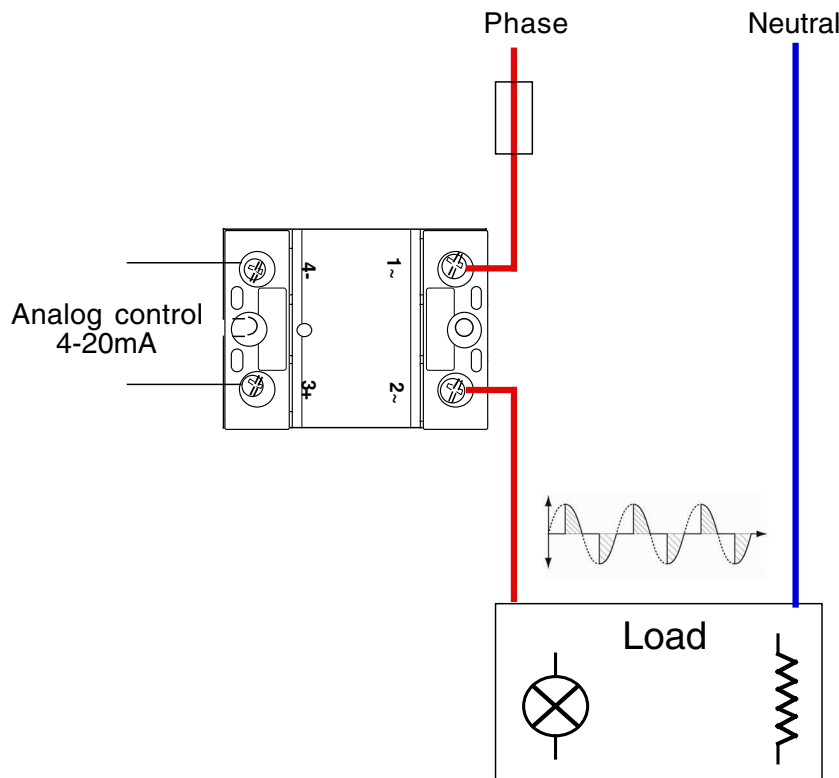 Phase
Neutral
4-
1~
Analog control
4-20mA
3+
2~
Load